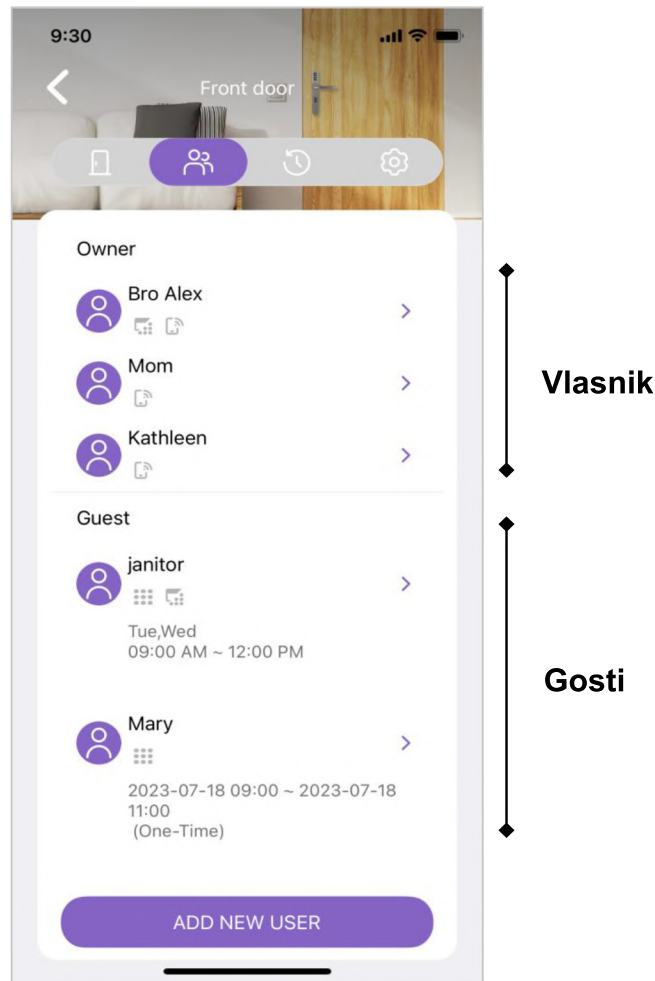 9:30
Front door
Owner
Bro Alex
Mom
Kathleen
Vlasnik
Guest
janitor
Tue,Wed
09:00 AM ~ 12:00 PM
Gosti
Mary
2023-07-18 09:00 ~ 2023-07-18
11:00
(One-Time)
ADD NEW USER